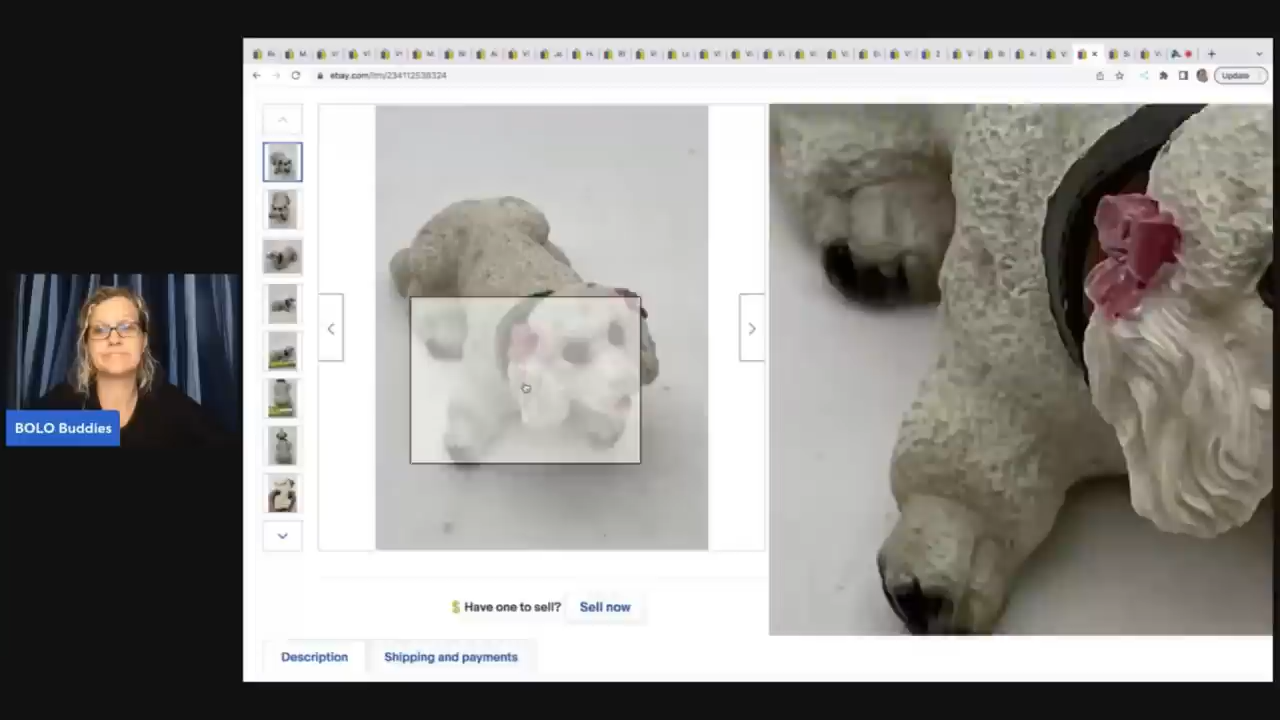 ebay.com/itm/234112538324
Update
BOLO Buddies
Have one to sell? Sell now
Description Shipping and payments